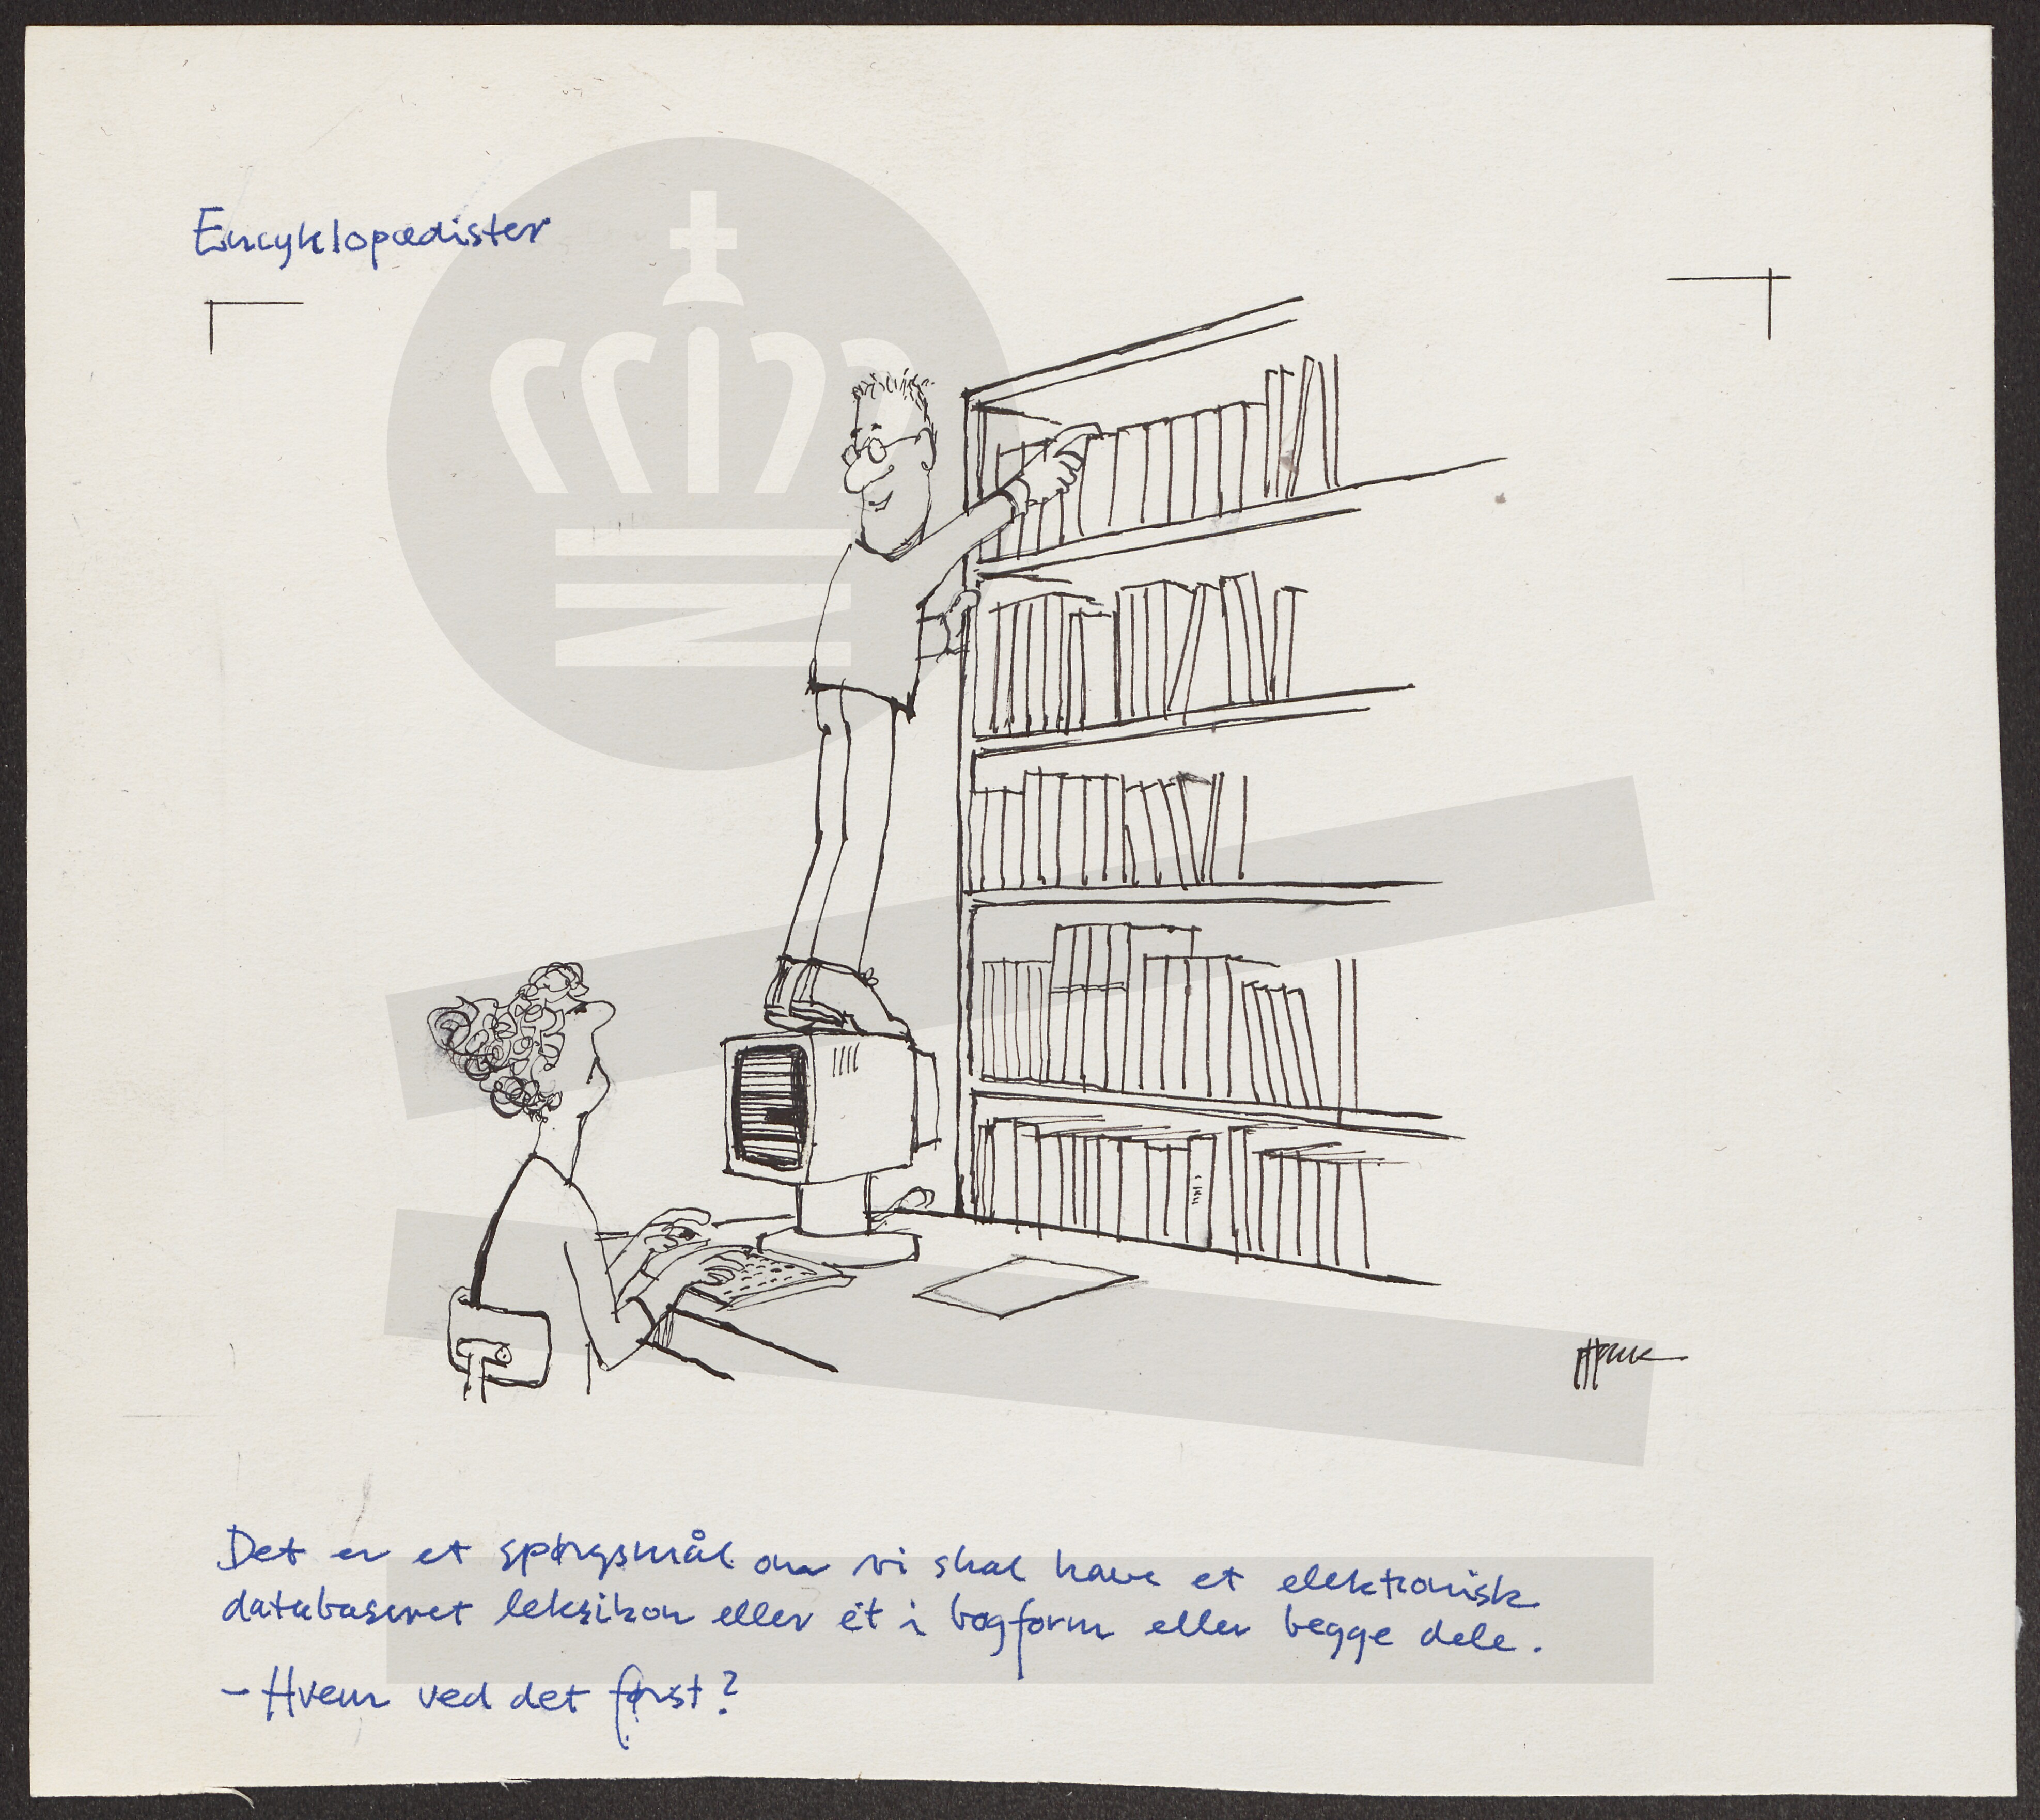 Encyklopædister
Det er et spørgsmål om vi skal have et elektronisk
databaseret leksikon eller ét i bogform eller begge dele.
- Hvem ved det først?